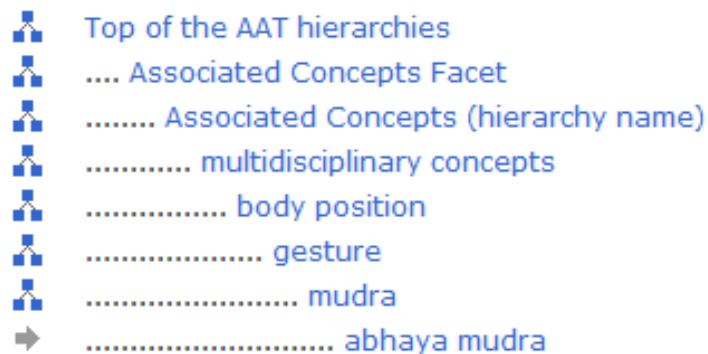 Top of the AAT hierarchies
.... Associated Concepts Facet
........ Associated Concepts (hierarchy name)
............ multidisciplinary concepts
................ body position
.................... gesture
........................ mudra
............................ abhaya mudra